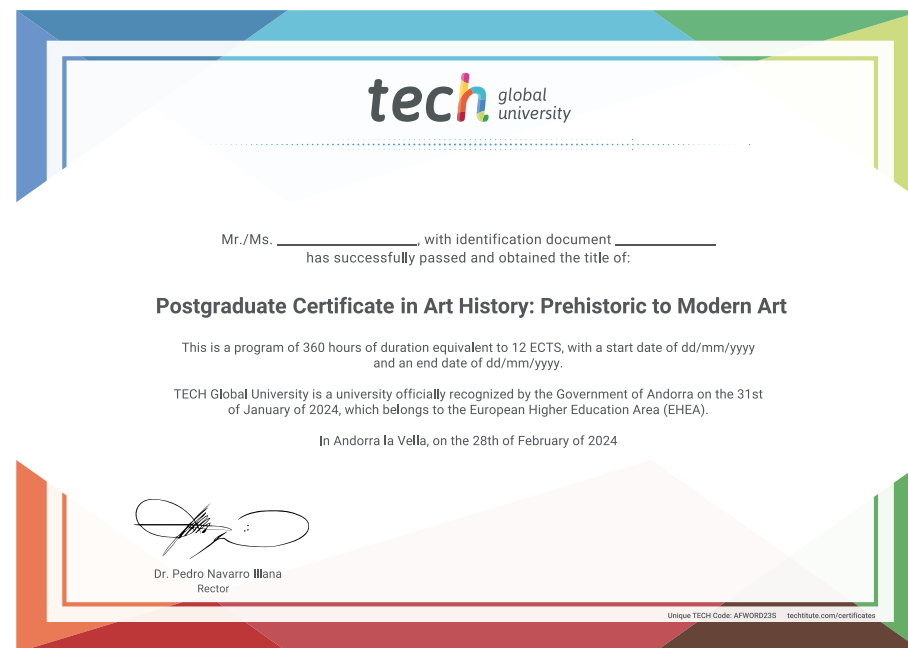 tech global
university
Mr./Ms. ________________, with identification document ____________
has successfully passed and obtained the title of:
Postgraduate Certificate in Art History: Prehistoric to Modern Art
This is a program of 360 hours of duration equivalent to 12 ECTS, with a start date of dd/mm/yyyy
and an end date of dd/mm/yyyy.
TECH Global University is a university officially recognized by the Government of Andorra on the 31st
of January of 2024, which belongs to the European Higher Education Area (EHEA).
In Andorra la Vella, on the 28th of February of 2024
Dr. Pedro Navarro Illana
Rector
Unique TECH Code: AFWORD23S techtitute.com/certificates